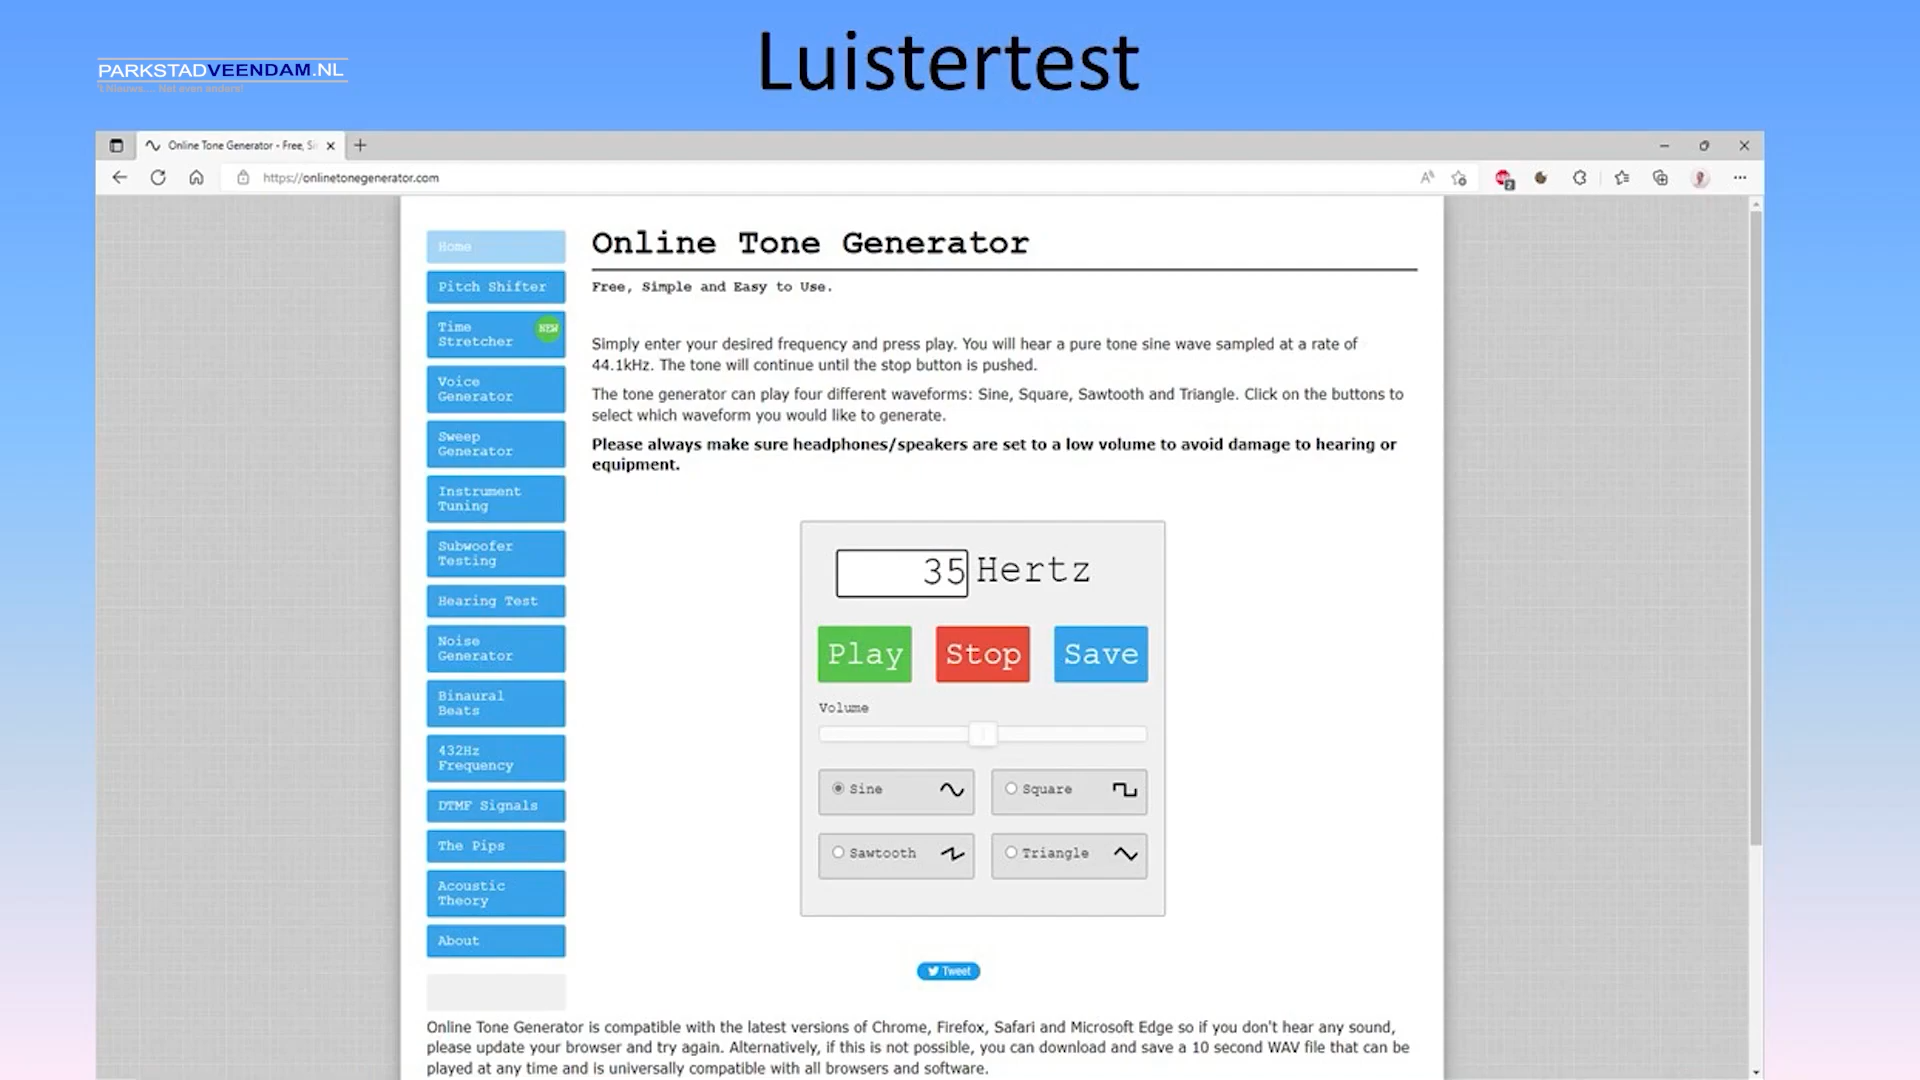 Luistertest
PARKSTADVEENDAM.NL
't Nieuws.... Net even anders!
Online Tone Generator - Free, Si
https://onlinetonegenerator.com
2
Home
Pitch Shifter
Time
Stretcher
NEW
Voice
Generator
Sweep
Generator
Instrument
Tuning
Subwoofer
Testing
Hearing Test
Noise
Generator
Binaural
Beats
432Hz
Frequency
DTMF Signals
The Pips
Acoustic
Theory
About
Online Tone Generator
Free, Simple and Easy to Use.
Simply enter your desired frequency and press play. You will hear a pure tone sine wave sampled at a rate of
44.1kHz. The tone will continue until the stop button is pushed.
The tone generator can play four different waveforms: Sine, Square, Sawtooth and Triangle. Click on the buttons to
select which waveform you would like to generate.
Please always make sure headphones/speakers are set to a low volume to avoid damage to hearing or
equipment.
35 Hertz
Play Stop Save
Volume
Sine Square
Sawtooth Triangle
Tweet
Online Tone Generator is compatible with the latest versions of Chrome, Firefox, Safari and Microsoft Edge so if you don't hear any sound,
please update your browser and try again. Alternatively, if this is not possible, you can download and save a 10 second WAV file that can be
played at any time and is universally compatible with all browsers and software.